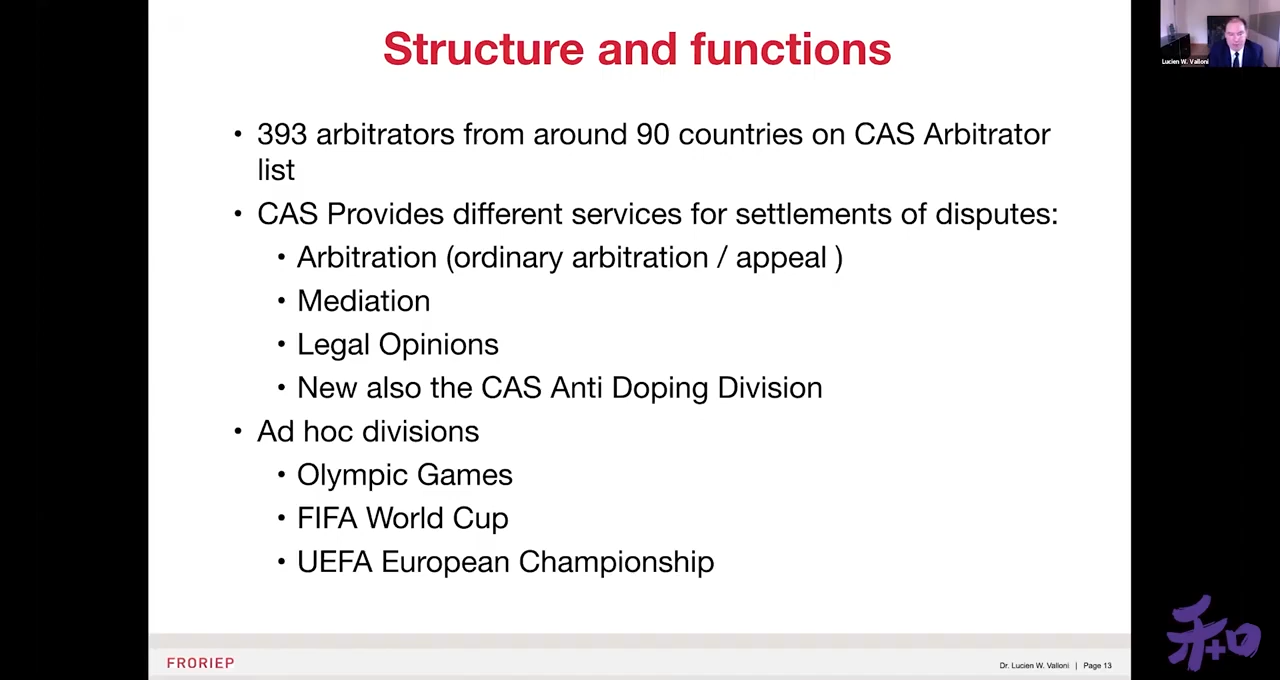 Structure and functions
Lucien W. Valloni
• 393 arbitrators from around 90 countries on CAS Arbitrator
list
• CAS Provides different services for settlements of disputes:
• Arbitration (ordinary arbitration / appeal )
• Mediation
• Legal Opinions
• New also the CAS Anti Doping Division
• Ad hoc divisions
• Olympic Games
• FIFA World Cup
• UEFA European Championship
FRORIEP
Dr. Lucien W. Valloni | Page 13